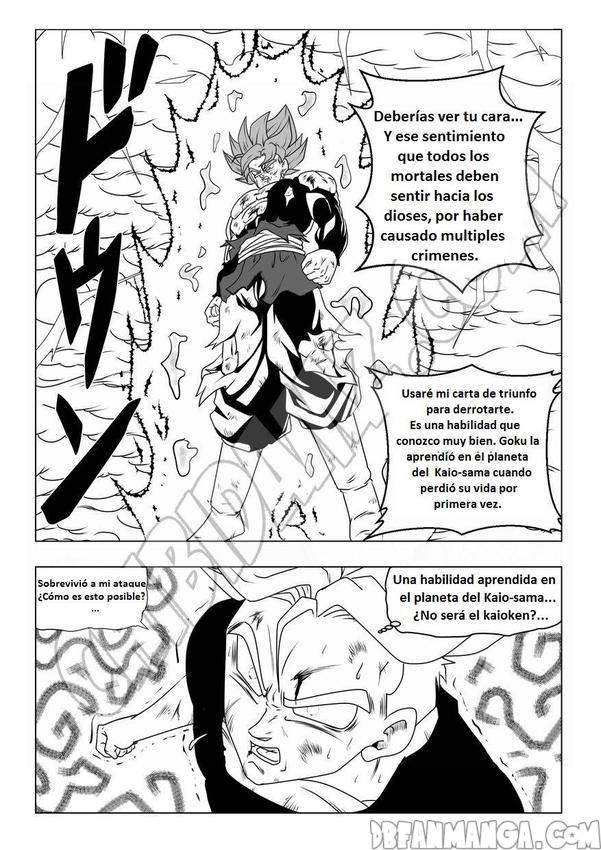 Deberías ver tu cara...
Y ese sentimiento
que todos los
mortales deben
sentir hacia los
dioses, por haber
causado multiples
crimenes.
ドドゥン
Usaré mi carta de triunfo
para derrotarte.
Es una habilidad que
conozco muy bien. Goku la
aprendió en él planeta
del Kaio-sama cuando
perdió su vida por
primera vez.
Sobrevivió a mi ataque
¿Cómo es esto posible?
...
Una habilidad aprendida en
el planeta del Kaio-sama...
¿No será el kaioken?...
DBFANMANGA.COM